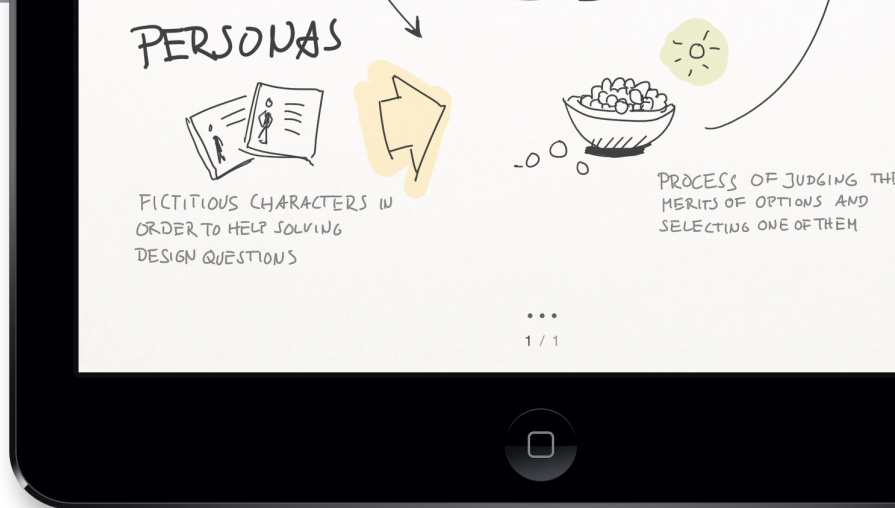 PERSONAS
FICTITIOUS CHARACTERS IN
ORDER TO HELP SOLVING
DESIGN QUESTIONS
PROCESS OF JUDGING THE
MERITS OF OPTIONS AND
SELECTING ONE OF THEM
1 / 1